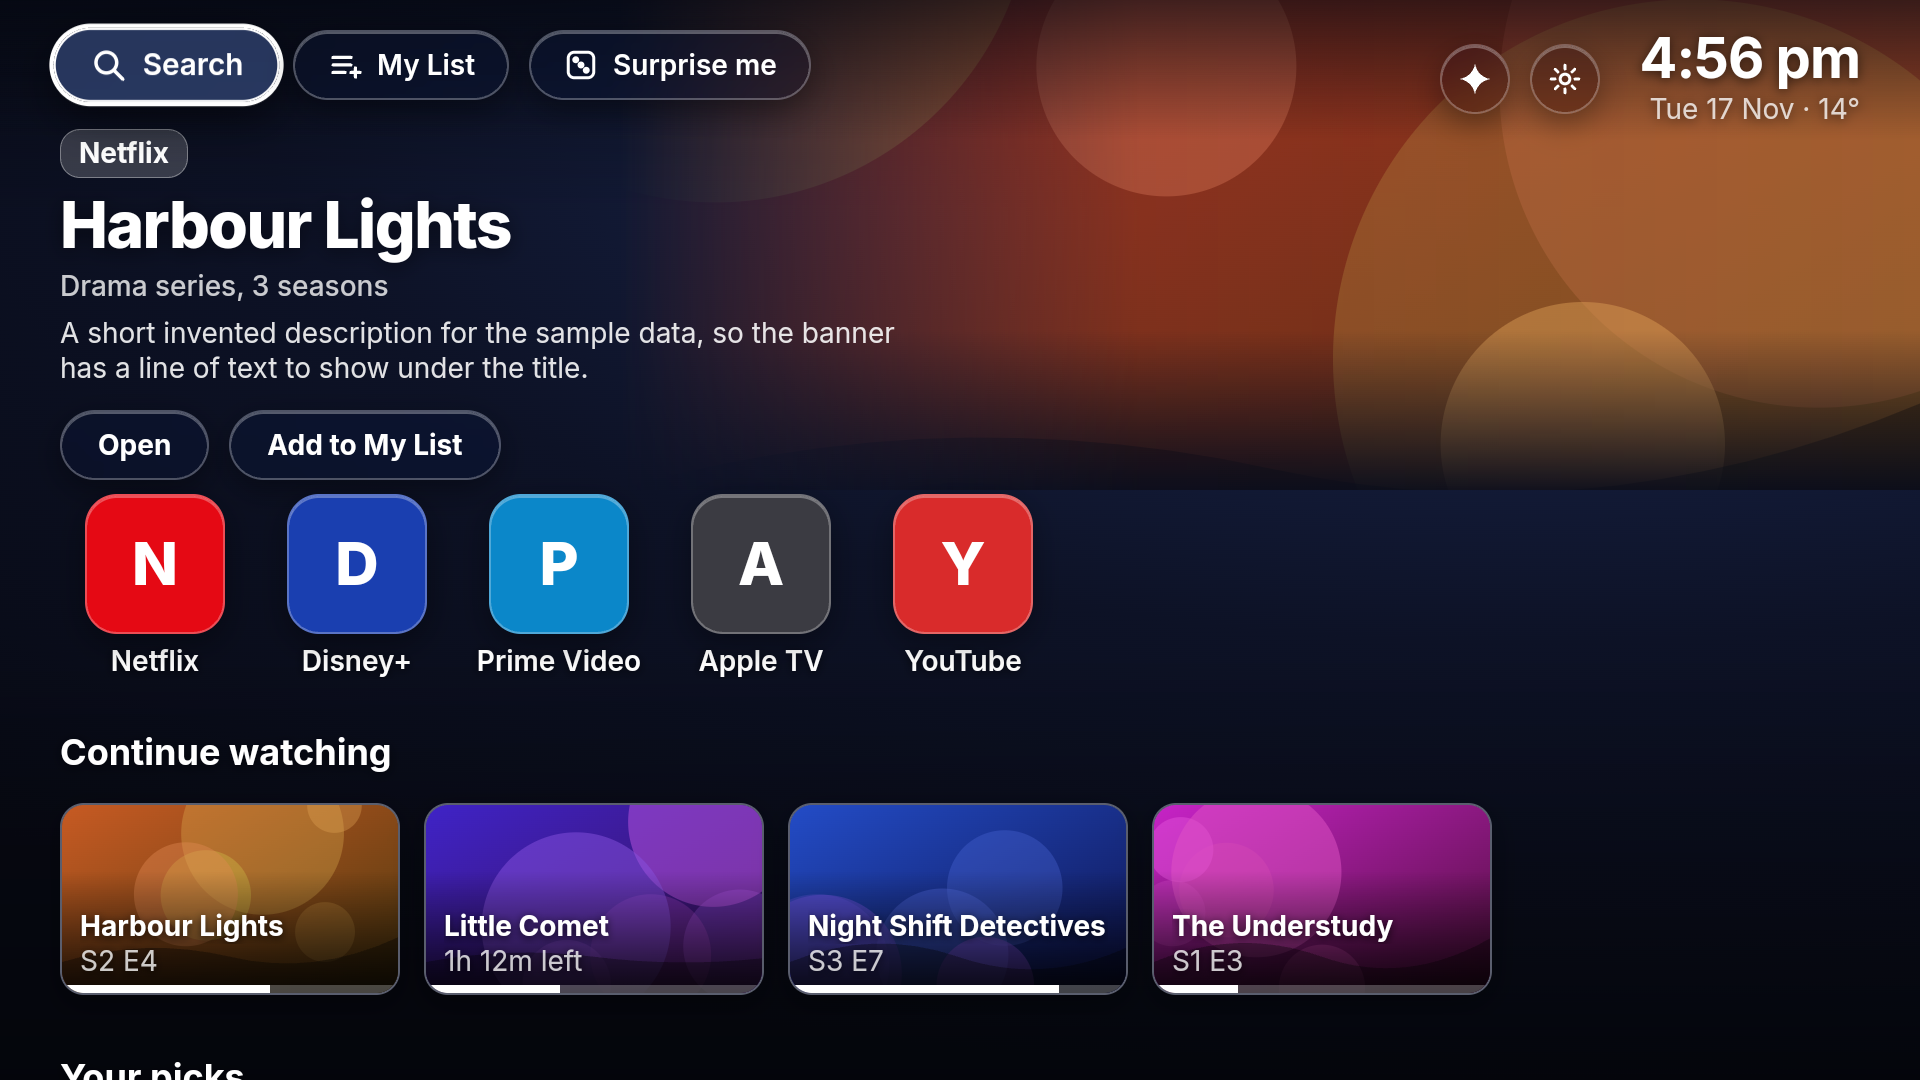 Search
My List
Surprise me
4:56 pm
Tue 17 Nov · 14°
Netflix
Harbour Lights
Drama series, 3 seasons
A short invented description for the sample data, so the banner
has a line of text to show under the title.
Open
Add to My List
N
D
P
A
Y
Netflix
Disney+
Prime Video
Apple TV
YouTube
Continue watching
Harbour Lights
S2 E4
Little Comet
1h 12m left
Night Shift Detectives
S3 E7
The Understudy
S1 E3
Your picks